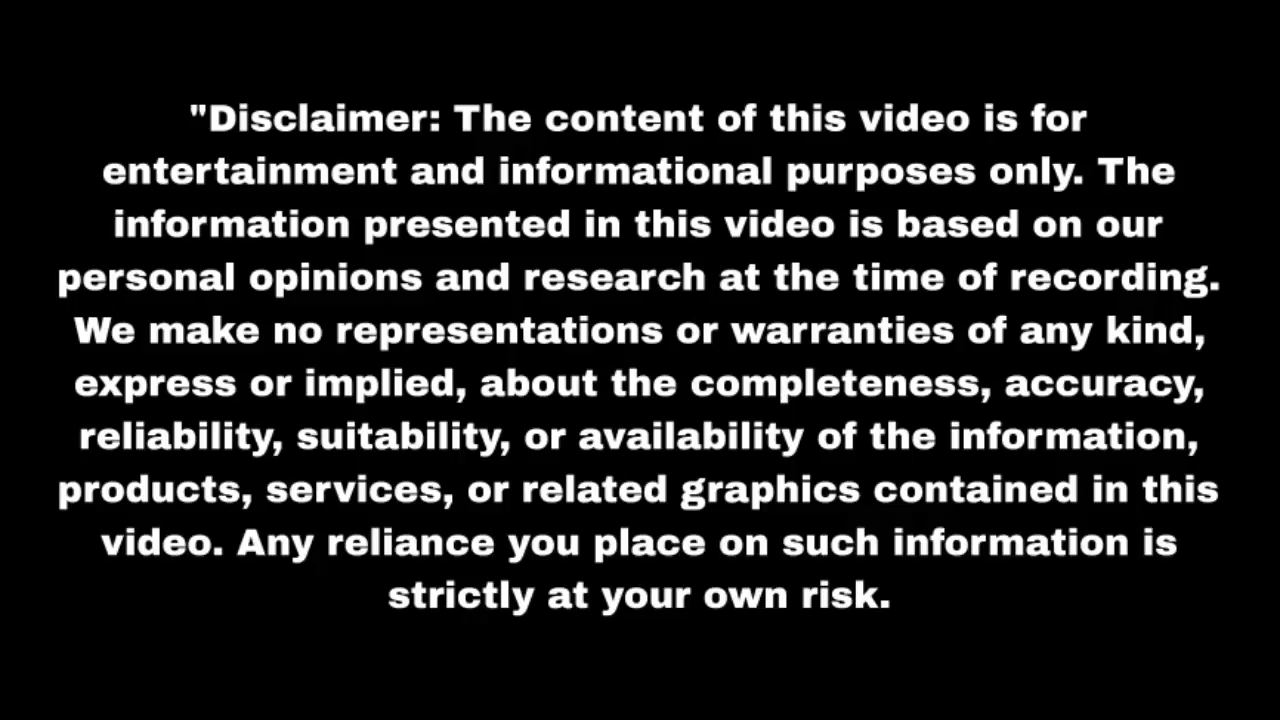 "Disclaimer: The content of this video is for
entertainment and informational purposes only. The
information presented in this video is based on our
personal opinions and research at the time of recording.
We make no representations or warranties of any kind,
express or implied, about the completeness, accuracy,
reliability, suitability, or availability of the information,
products, services, or related graphics contained in this
video. Any reliance you place on such information is
strictly at your own risk.